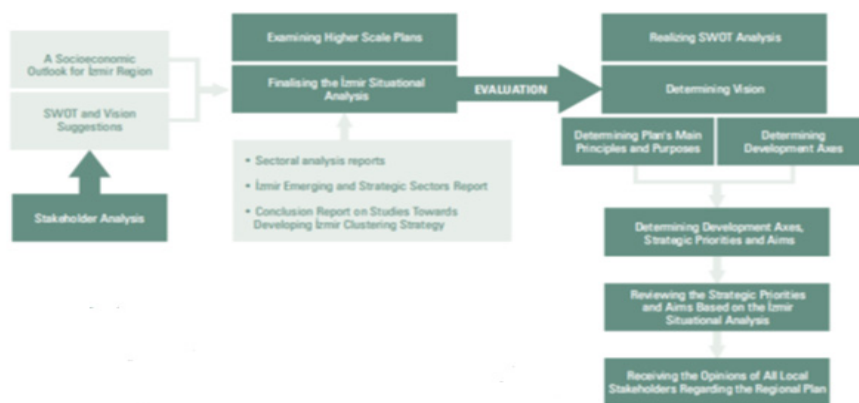 A Socioeconomic
Outlook for İzmir Region
SWOT and Vision
Suggestions
Stakeholder Analysis
Examining Higher Scale Plans
Finalising the İzmir Situational
Analysis
• Sectoral analysis reports
• İzmir Emerging and Strategic Sectors Report
• Conclusion Report on Studies Towards
Developing İzmir Clustering Strategy
EVALUATION
Realizing SWOT Analysis
Determining Vision
Determining Plan's Main
Principles and Purposes
Determining
Development Axes
Determining Development Axes,
Strategic Priorities and Aims
Reviewing the Strategic Priorities
and Aims Based on the İzmir
Situational Analysis
Receiving the Opinions of All Local
Stakeholders Regarding the Regional Plan